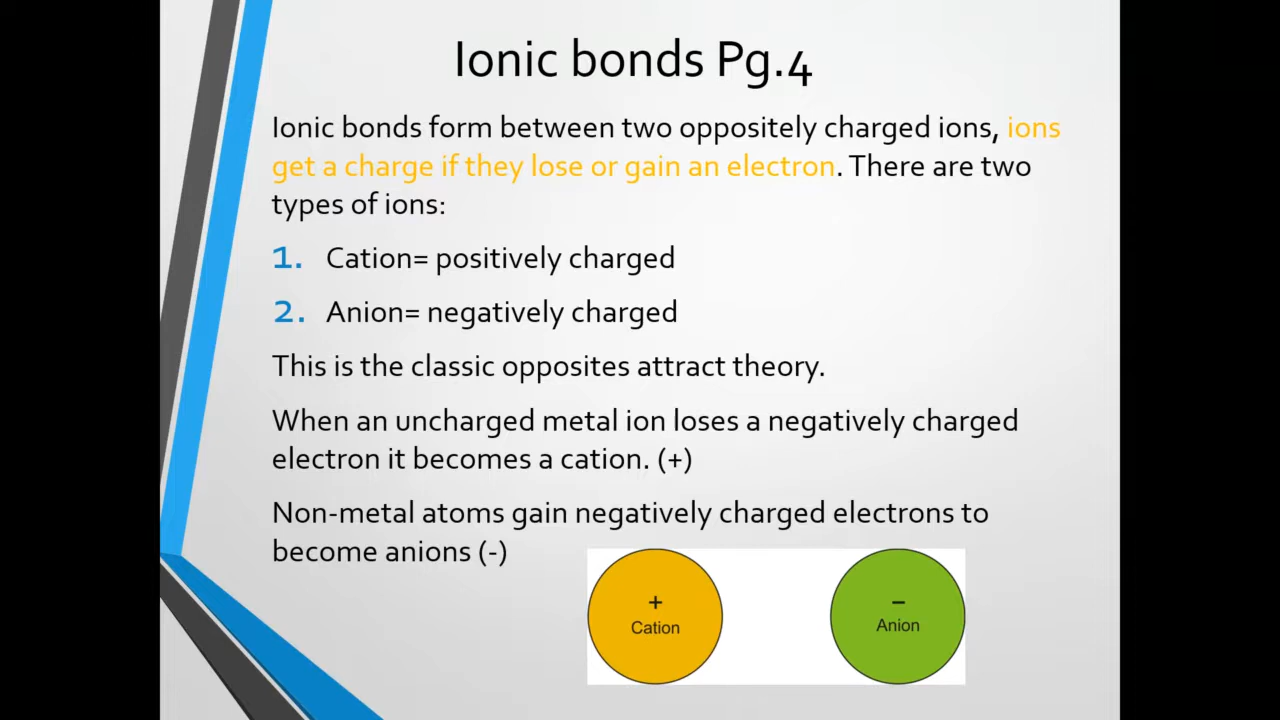 Ionic bonds Pg.4
Ionic bonds form between two oppositely charged ions, ions
get a charge if they lose or gain an electron. There are two
types of ions:
1. Cation= positively charged
2. Anion= negatively charged
This is the classic opposites attract theory.
When an uncharged metal ion loses a negatively charged
electron it becomes a cation. (+)
Non-metal atoms gain negatively charged electrons to
become anions (-)
+
Cation
−
Anion